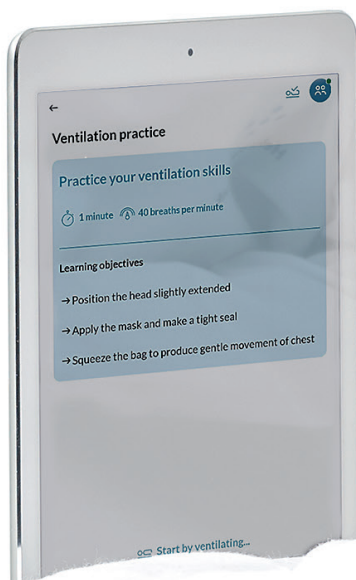 Ventilation practice
Practice your ventilation skills
1 minute 40 breaths per minute
Learning objectives
→ Position the head slightly extended
→ Apply the mask and make a tight seal
→ Squeeze the bag to produce gentle movement of chest
Start by ventilating...